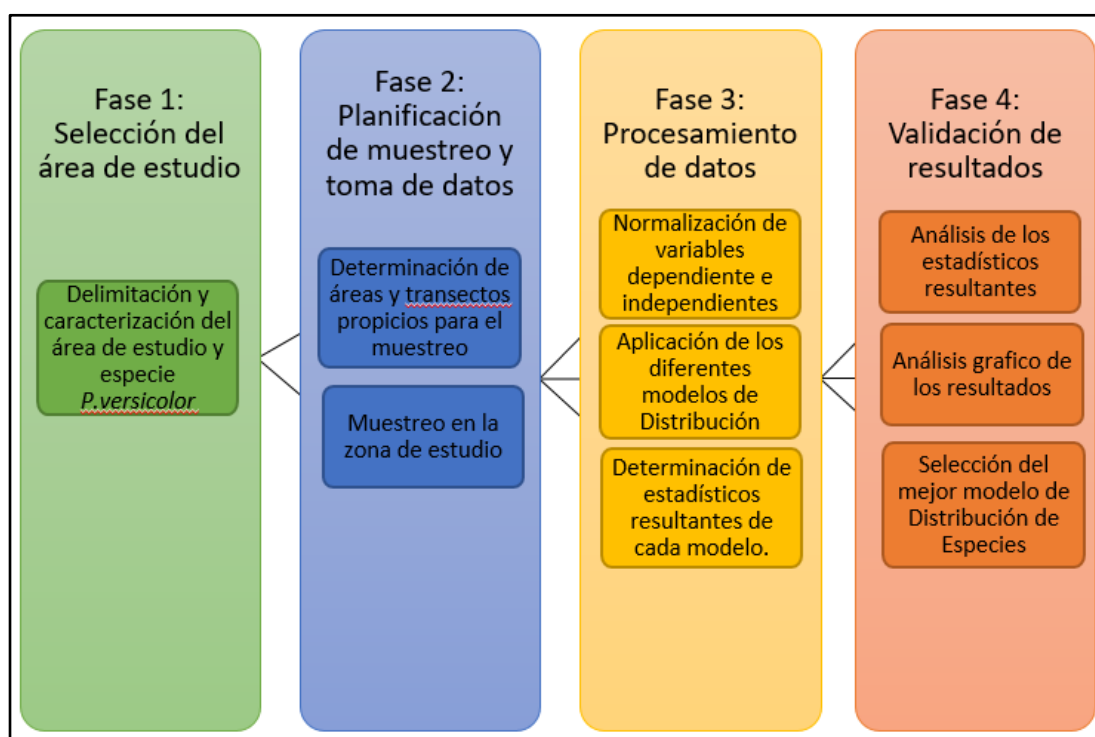 Fase 1:
Selección del
área de estudio
Delimitación y
caracterización del
área de estudio y
especie
P.versicolor
Fase 2:
Planificación
de muestreo y
toma de datos
Determinación de
áreas y transectos
propicios para el
muestreo
Muestreo en la
zona de estudio
Fase 3:
Procesamiento
de datos
Normalización de
variables
dependiente e
independientes
Aplicación de los
diferentes
modelos de
Distribución
Determinación de
estadísticos
resultantes de
cada modelo.
Fase 4:
Validación de
resultados
Análisis de los
estadísticos
resultantes
Análisis grafico de
los resultados
Selección del
mejor modelo de
Distribución de
Especies